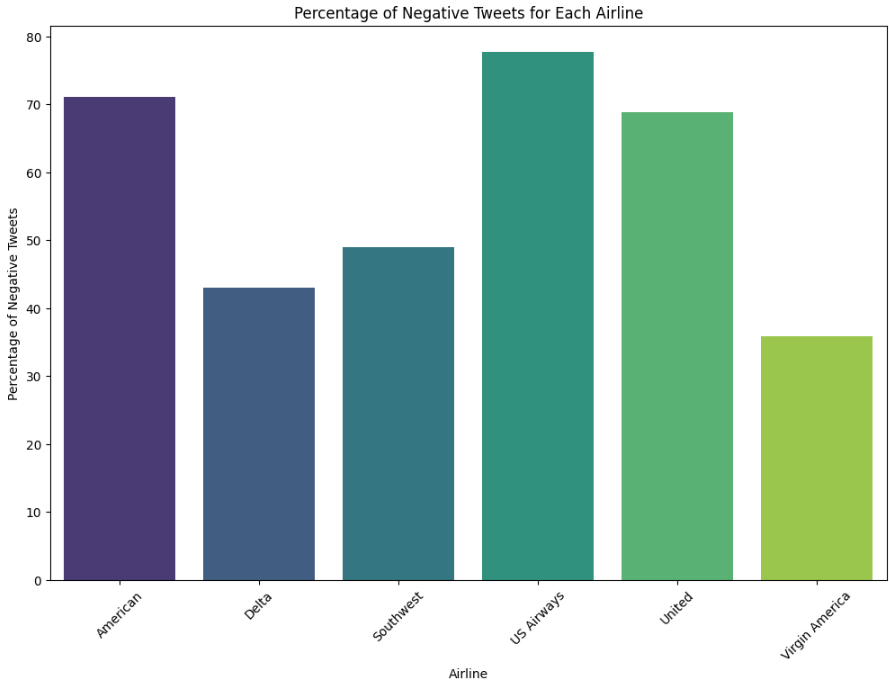 Percentage of Negative Tweets for Each Airline
80
70
60
50
40
30
20
10
0
Percentage of Negative Tweets
American
Delta
Southwest
US Airways
United
Virgin America
Airline